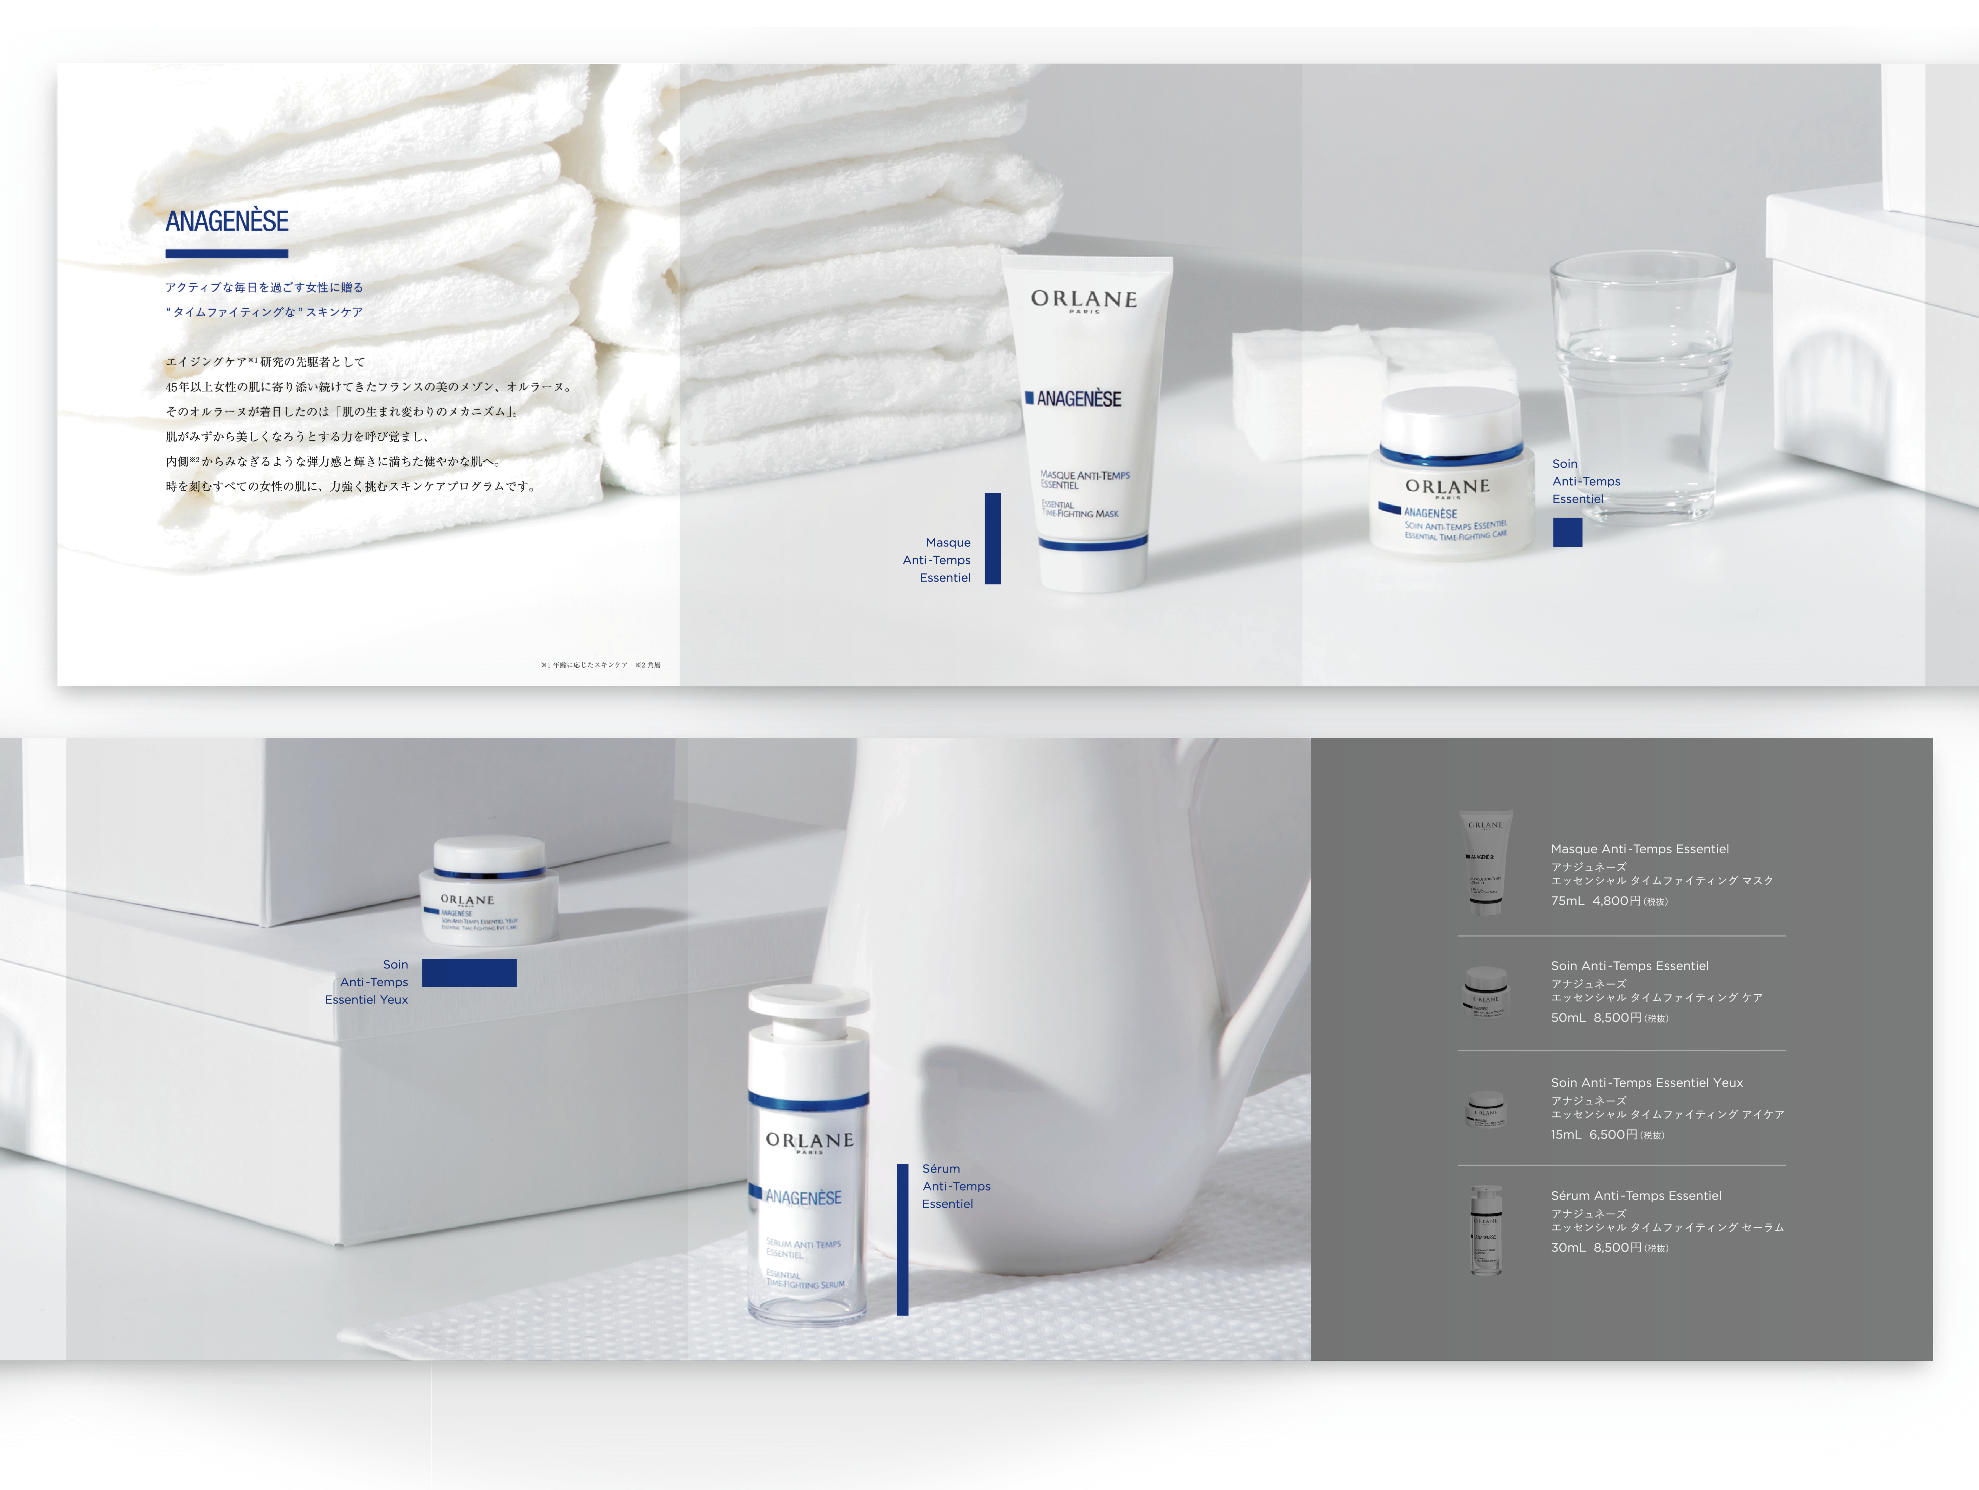 ANAGENÈSE
アクティブな毎日を過ごす女性に贈る
“タイムファイティングな”スキンケア
エイジングケア※1研究の先駆者として
45年以上女性の肌に寄り添い続けてきたフランスの美のメゾン、オルラーヌ。
そのオルラーヌが着目したのは「肌の生まれ変わりのメカニズム」。
肌がみずから美しくなろうとする力を呼び覚まし、
内側※2からみなぎるような弾力感と輝きに満ちた健やかな肌へ。
時を刻むすべての女性の肌に、力強く挑むスキンケアプログラムです。
※1 年齢に応じたスキンケア ※2 角層
Masque
Anti-Temps
Essentiel
ORLANE
PARIS
ANAGENÈSE
MASQUE ANTI-TEMPS
ESSENTIEL
ESSENTIAL
TIME-FIGHTING MASK
ORLANE
PARIS
ANAGENÈSE
SOIN ANTI-TEMPS ESSENTIEL
ESSENTIAL TIME-FIGHTING CARE
Soin
Anti-Temps
Essentiel
ORLANE
PARIS
ANAGENÈSE
SOIN ANTI-TEMPS ESSENTIEL YEUX
ESSENTIAL TIME-FIGHTING EYE CARE
Soin
Anti-Temps
Essentiel Yeux
ORLANE
PARIS
ANAGENÈSE
SERUM ANTI TEMPS
ESSENTIEL
ESSENTIAL
TIME-FIGHTING SERUM
Sérum
Anti-Temps
Essentiel
ORLANE
Masque Anti-Temps Essentiel
アナジュネーズ
エッセンシャル タイムファイティング マスク
75mL 4,800円(税抜)
ORLANE
Soin Anti-Temps Essentiel
アナジュネーズ
エッセンシャル タイムファイティング ケア
50mL 8,500円(税抜)
ORLANE
Soin Anti-Temps Essentiel Yeux
アナジュネーズ
エッセンシャル タイムファイティング アイケア
15mL 6,500円(税抜)
ORLANE
Sérum Anti-Temps Essentiel
アナジュネーズ
エッセンシャル タイムファイティング セーラム
30mL 8,500円(税抜)